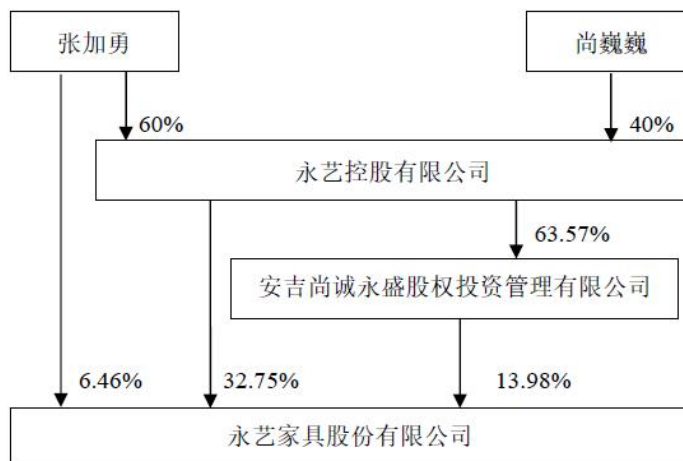 张加勇
尚巍巍
60%
40%
永艺控股有限公司
63.57%
安吉尚诚永盛股权投资管理有限公司
6.46%
32.75%
13.98%
永艺家具股份有限公司